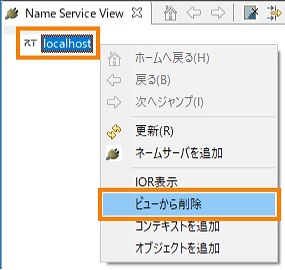 Name Service View
RT localhost
ホームへ戻る(H)
戻る(B)
次へジャンプ(I)
更新(R)
ネームサーバを追加
IOR表示
ビューから削除
コンテキストを追加
オブジェクトを追加